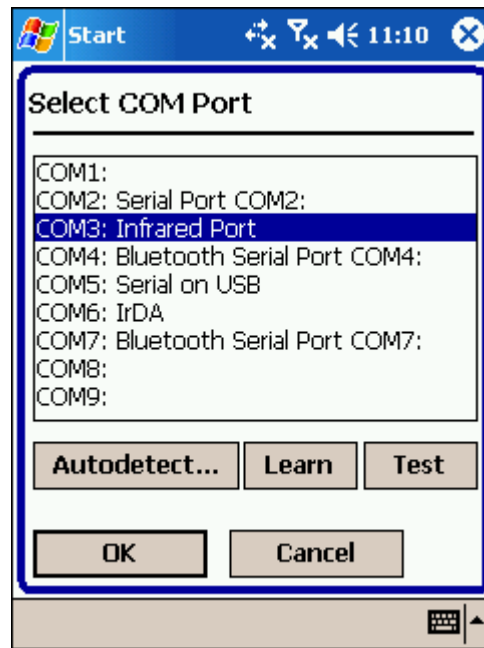 Start 11:10
Select COM Port
COM1:
COM2: Serial Port COM2:
COM3: Infrared Port
COM4: Bluetooth Serial Port COM4:
COM5: Serial on USB
COM6: IrDA
COM7: Bluetooth Serial Port COM7:
COM8:
COM9:
Autodetect... Learn Test
OK Cancel